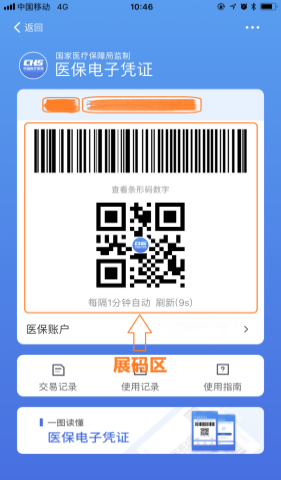 中国移动 4G 10:46
返回
CHS
国家医疗保障局监制
医保电子凭证
查看条形码数字
CHS
每隔1分钟自动 刷新(9s)
医保账户
展码区
交易记录 使用记录 使用指南
一图读懂
医保电子凭证